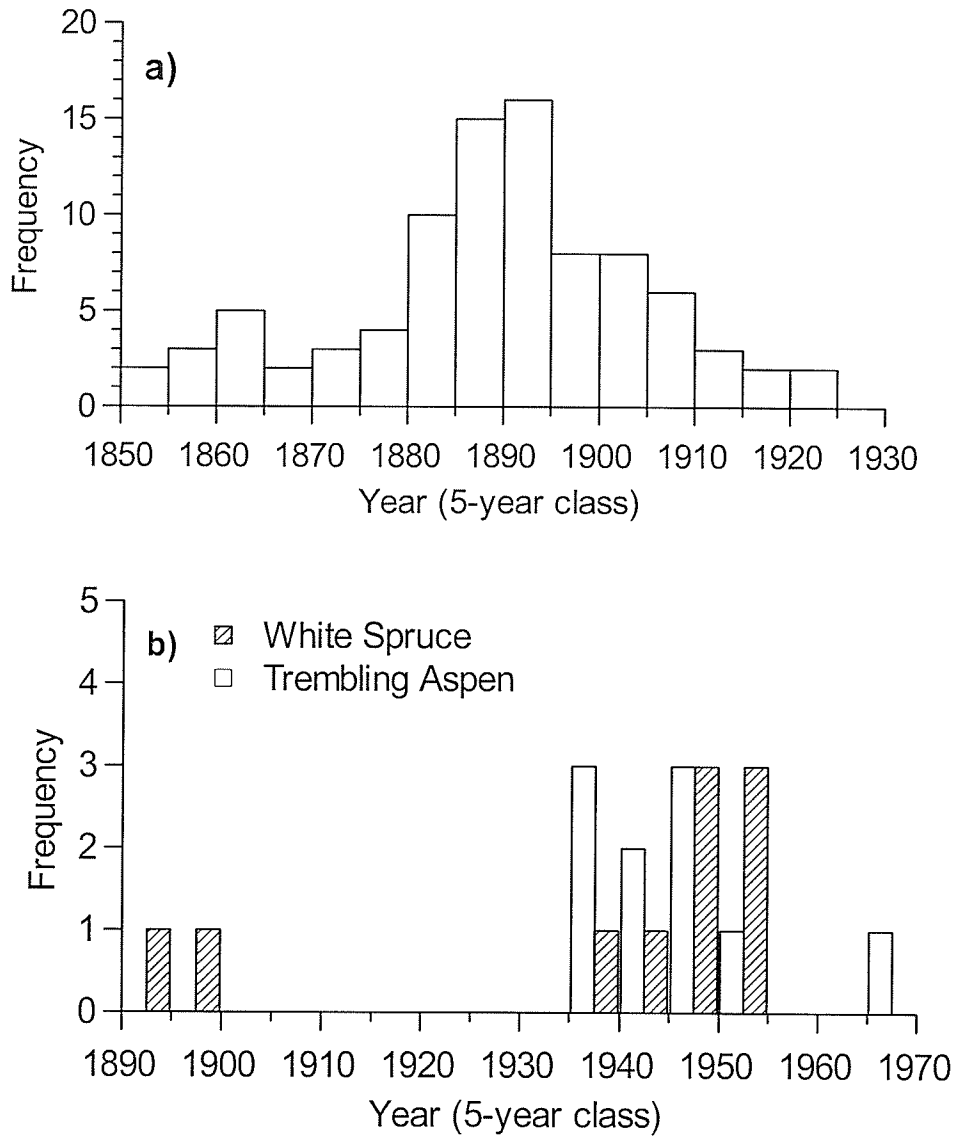 20
a)
15
Frequency
10
5
0
1850 1860 1870 1880 1890 1900 1910 1920 1930
Year (5-year class)
5
b) White Spruce
4 Trembling Aspen
3
Frequency
2
1
0
1890 1900 1910 1920 1930 1940 1950 1960 1970
Year (5-year class)